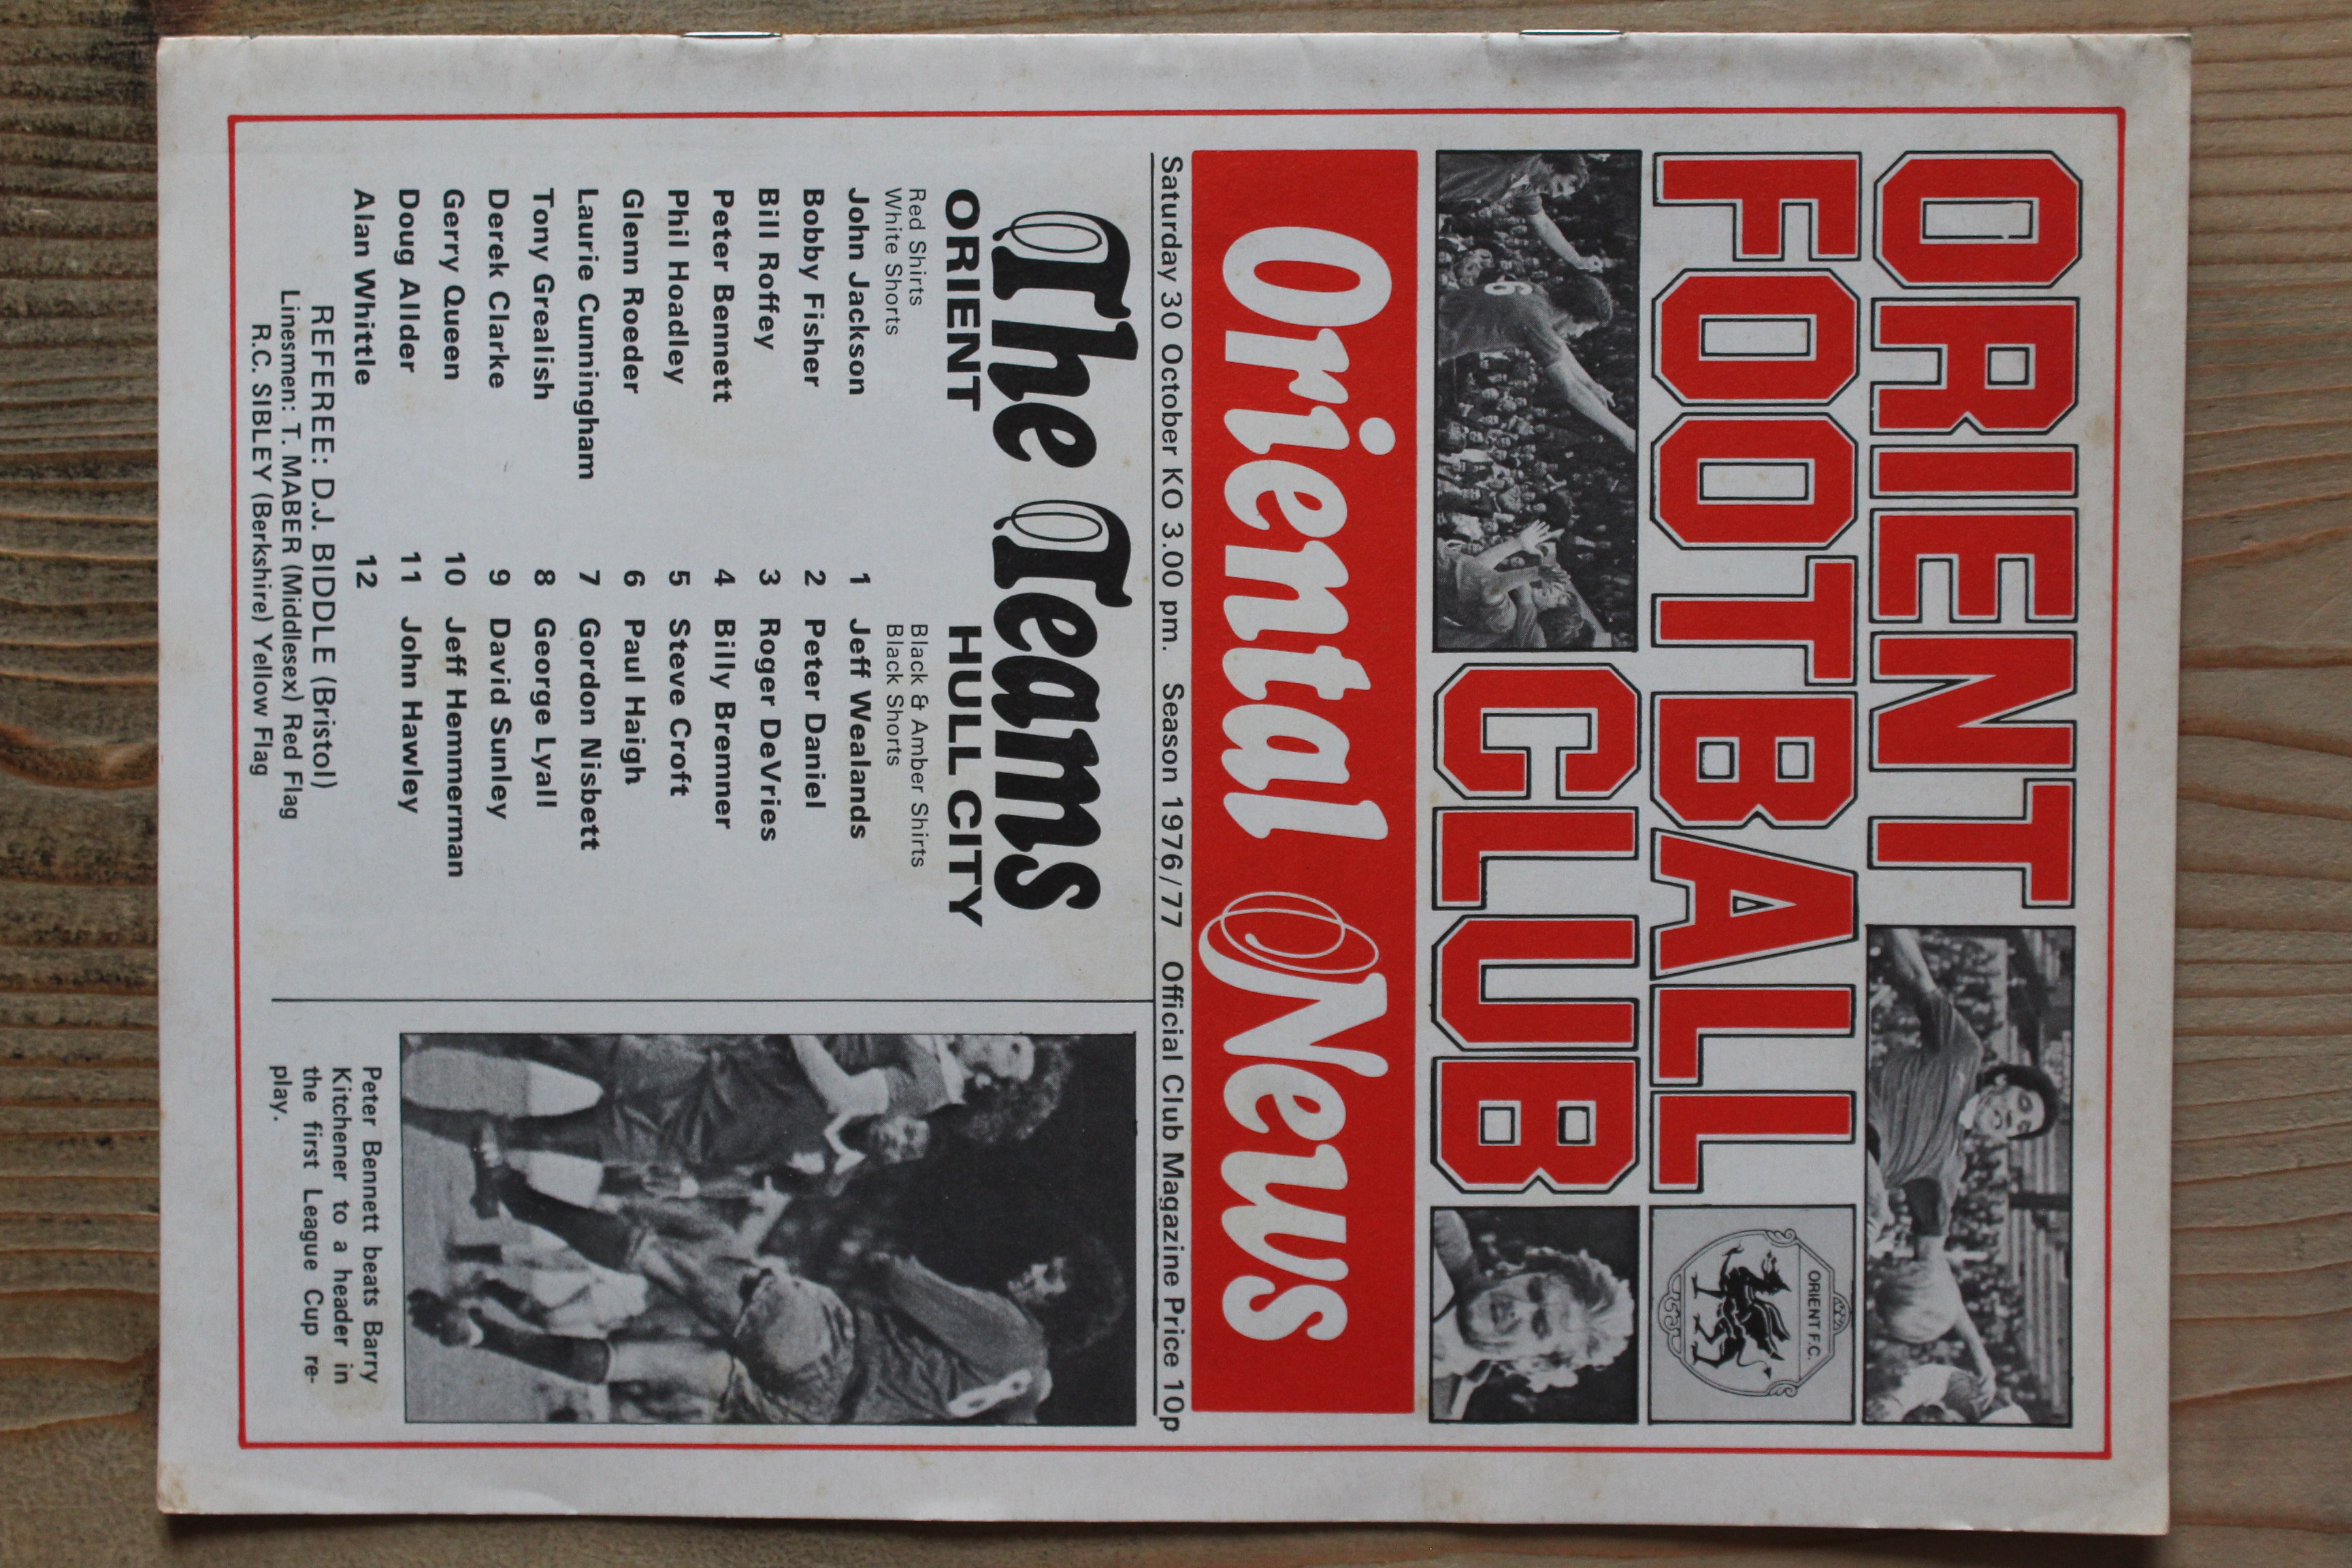 ORIENT
FOOTBALL
ORIENT F.C.
CLUB
6
Oriental News
Saturday 30 October KO 3.00 pm. Season 1976/77 Official Club Magazine Price 10p
The Teams
ORIENT HULL CITY
Red Shirts Black & Amber Shirts
White Shorts Black Shorts
John Jackson 1 Jeff Wealands
Bobby Fisher 2 Peter Daniel
Bill Roffey 3 Roger DeVries
Peter Bennett 4 Billy Bremner
Phil Hoadley 5 Steve Croft
Glenn Roeder 6 Paul Haigh
Laurie Cunningham 7 Gordon Nisbett
Tony Grealish 8 George Lyall
Derek Clarke 9 David Sunley
Gerry Queen 10 Jeff Hemmerman
Doug Allder 11 John Hawley
Alan Whittle 12
REFEREE: D.J. BIDDLE (Bristol)
Linesmen: T. MABER (Middlesex) Red Flag
R.C. SIBLEY (Berkshire) Yellow Flag
Peter Bennett beats Barry
Kitchener to a header in
the first League Cup re-
play.